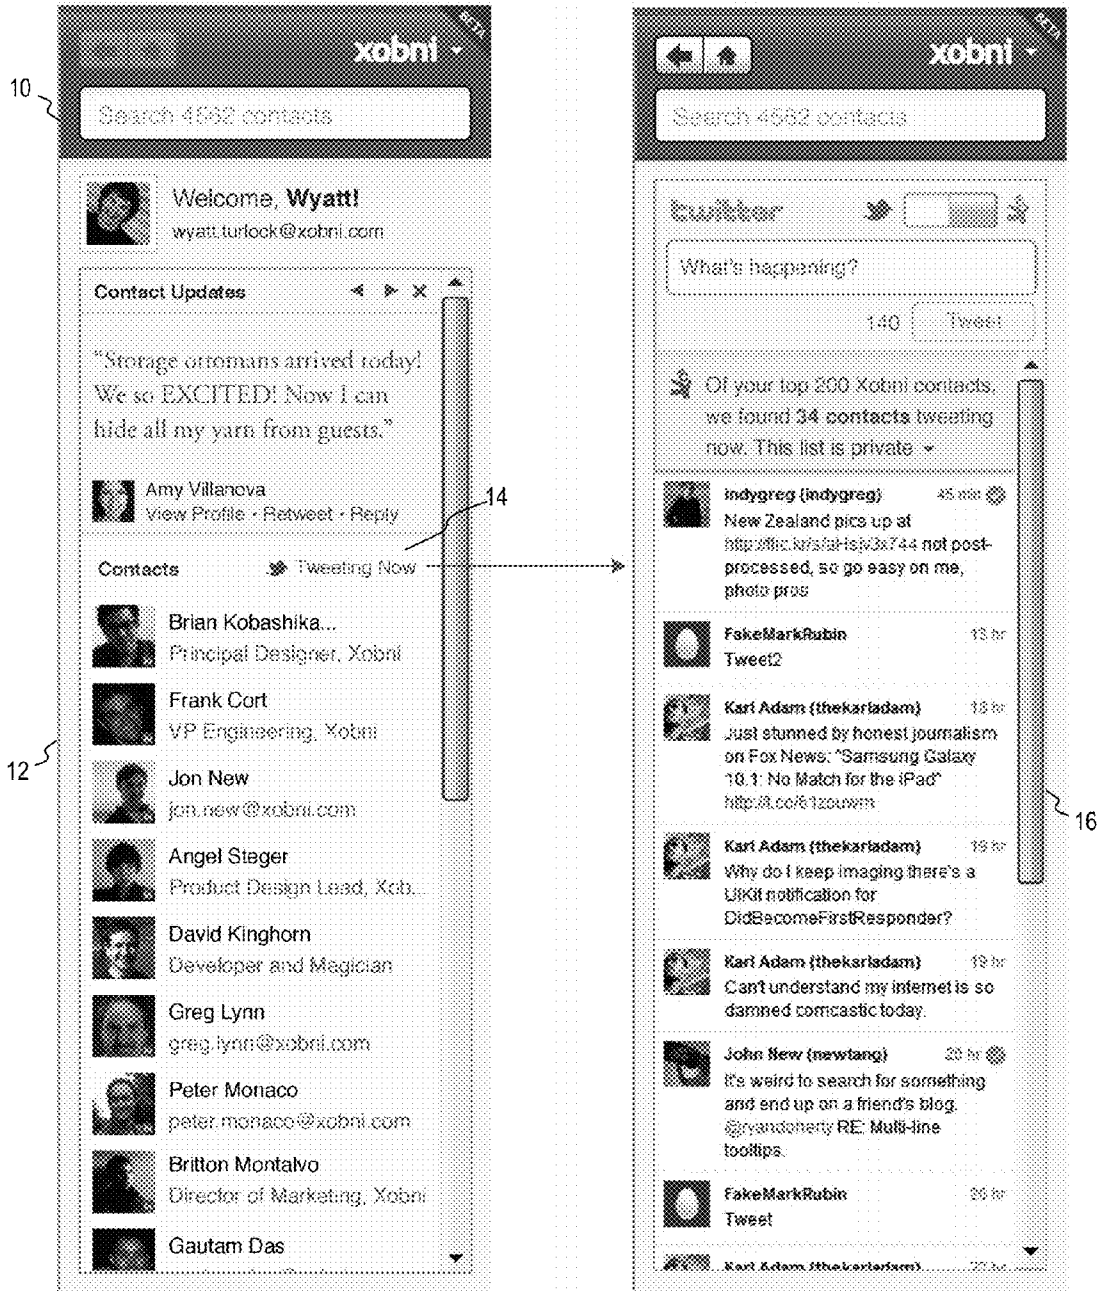 BETA
xobni
10
Search 4562 contacts
Welcome, Wyatt!
wyatt.turlock@xobni.com
Contact Updates
“Storage ottomans arrived today!
We so EXCITED! Now I can
hide all my yarn from guests.”
Amy Villanova
View Profile • Retweet • Reply
14
Contacts
Tweeting Now
Brian Kobashika...
Principal Designer, Xobni
Frank Cort
VP Engineering, Xobni
12
Jon New
jon.new@xobni.com
Angel Steger
Product Design Lead, Xob...
David Kinghorn
Developer and Magician
Greg Lynn
greg.lynn@xobni.com
Peter Monaco
peter.monaco@xobni.com
Britton Montalvo
Director of Marketing, Xobni
Gautam Das
BETA
xobni
Search 4562 contacts
twitter
What's happening?
140
Tweet
Of your top 200 Xobni contacts,
we found 34 contacts tweeting
now. This list is private
indygreg (indygreg) 45 min
New Zealand pics up at
not post-
processed, so go easy on me,
photo pros
FakeMarkRubin 13 hr
Tweet2
Karl Adam (thekarladam) 18 hr
Just stunned by honest journalism
on Fox News: "Samsung Galaxy
10.1: No Match for the iPad"
16
Karl Adam (thekarladam) 19 hr
Why do I keep imaging there's a
UIKit notification for
DidBecomeFirstResponder?
Karl Adam (thekarladam) 19 hr
Can't understand my internet is so
damned comcastic today.
John New (newtang) 20 hr
It's weird to search for something
and end up on a friend's blog.
@ryandoherty RE: Multi-line
tooltips.
FakeMarkRubin 20 hr
Tweet
Karl Adam (thekarladam) 22 hr